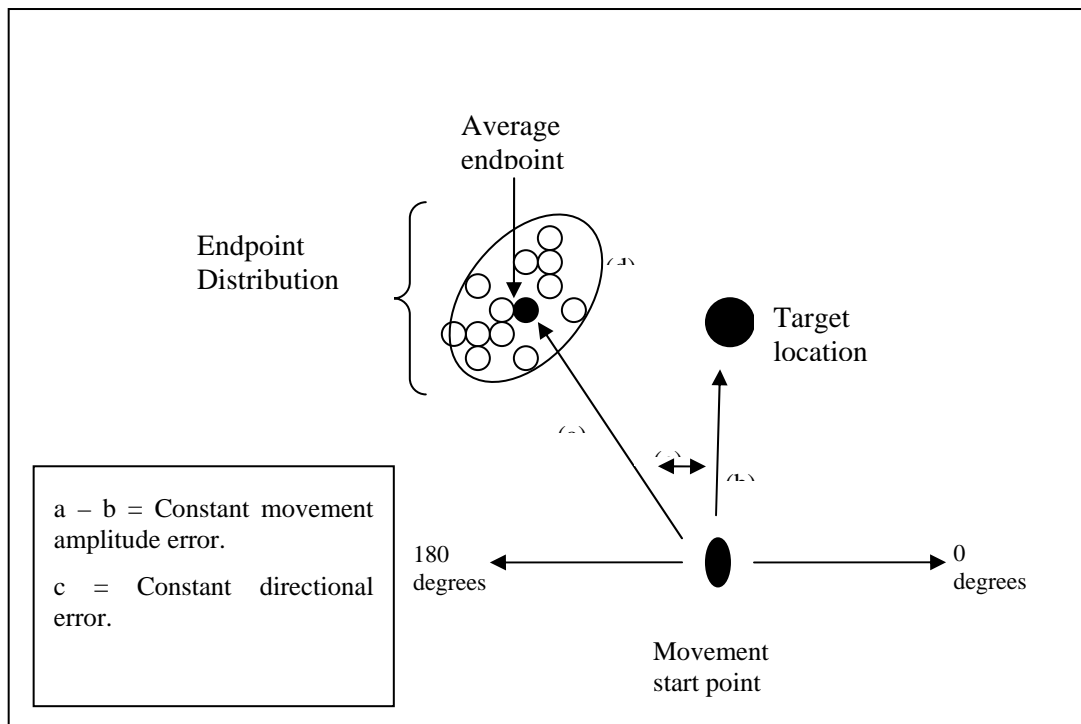 Average
endpoint
Endpoint
Distribution
(d)
Target
location
a – b = Constant movement
amplitude error.
c = Constant directional
error.
180
degrees
0
degrees
Movement
start point